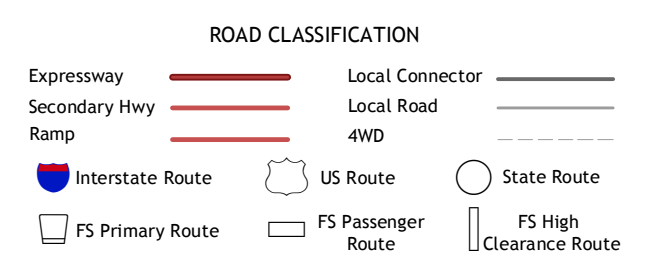 ROAD CLASSIFICATION
Expressway
Local Connector
Secondary Hwy
Local Road
Ramp
4WD
Interstate Route
US Route
State Route
FS Primary Route
FS Passenger
Route
FS High
Clearance Route